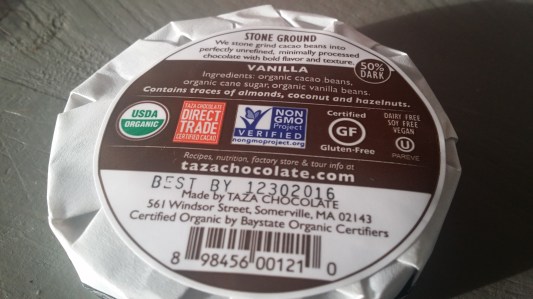 STONE GROUND
We stone grind cacao beans into
perfectly unrefined, minimally processed
chocolate with bold flavor and texture.
50%
DARK
VANILLA
Ingredients: organic cacao beans,
organic cane sugar, organic vanilla beans.
Contains traces of almonds, coconut and hazelnuts.
USDA
ORGANIC
TAZA CHOCOLATE
DIRECT
TRADE
CERTIFIED CACAO
NON
GMO
Project
VERIFIED
nongmoproject.org
Certified
GF
Gluten-Free
DAIRY FREE
SOY FREE
VEGAN
U
PAREVE
Recipes, nutrition, factory store & tour info at
tazachocolate.com
BEST BY 12302016
Made by TAZA CHOCOLATE
561 Windsor Street, Somerville, MA 02143
Certified Organic by Baystate Organic Certifiers
8 98456 00121 0